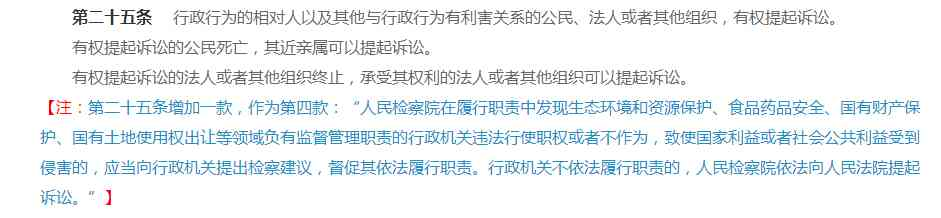 第二十五条　行政行为的相对人以及其他与行政行为有利害关系的公民、法人或者其他组织，有权提起诉讼。
有权提起诉讼的公民死亡，其近亲属可以提起诉讼。
有权提起诉讼的法人或者其他组织终止，承受其权利的法人或者其他组织可以提起诉讼。
【注：第二十五条增加一款，作为第四款：“人民检察院在履行职责中发现生态环境和资源保护、食品药品安全、国有财产保
护、国有土地使用权出让等领域负有监督管理职责的行政机关违法行使职权或者不作为，致使国家利益或者社会公共利益受到
侵害的，应当向行政机关提出检察建议，督促其依法履行职责。行政机关不依法履行职责的，人民检察院依法向人民法院提起
诉讼。”】